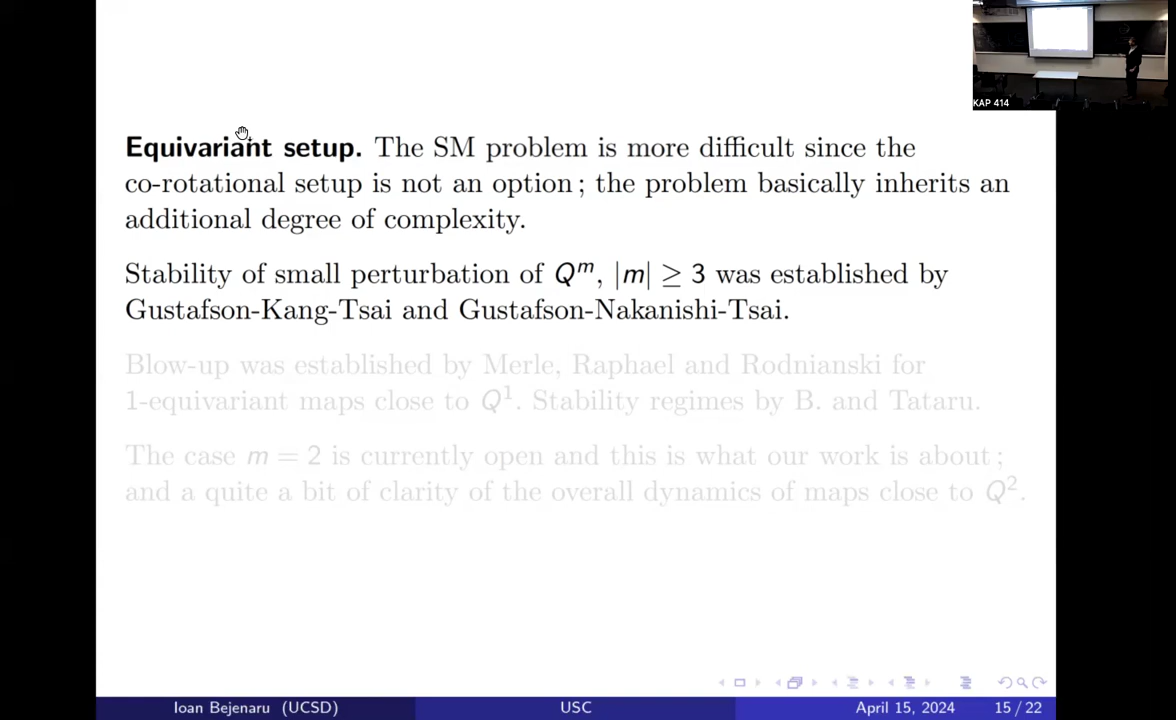 KAP 414
Equivariant setup. The SM problem is more difficult since the
co-rotational setup is not an option ; the problem basically inherits an
additional degree of complexity.
Stability of small perturbation of Qᵐ, |m| ≥ 3 was established by
Gustafson-Kang-Tsai and Gustafson-Nakanishi-Tsai.
Blow-up was established by Merle, Raphael and Rodnianski for
1-equivariant maps close to Q¹. Stability regimes by B. and Tataru.
The case m = 2 is currently open and this is what our work is about ;
and a quite a bit of clarity of the overall dynamics of maps close to Q².
Ioan Bejenaru (UCSD) USC April 15, 2024 15 / 22